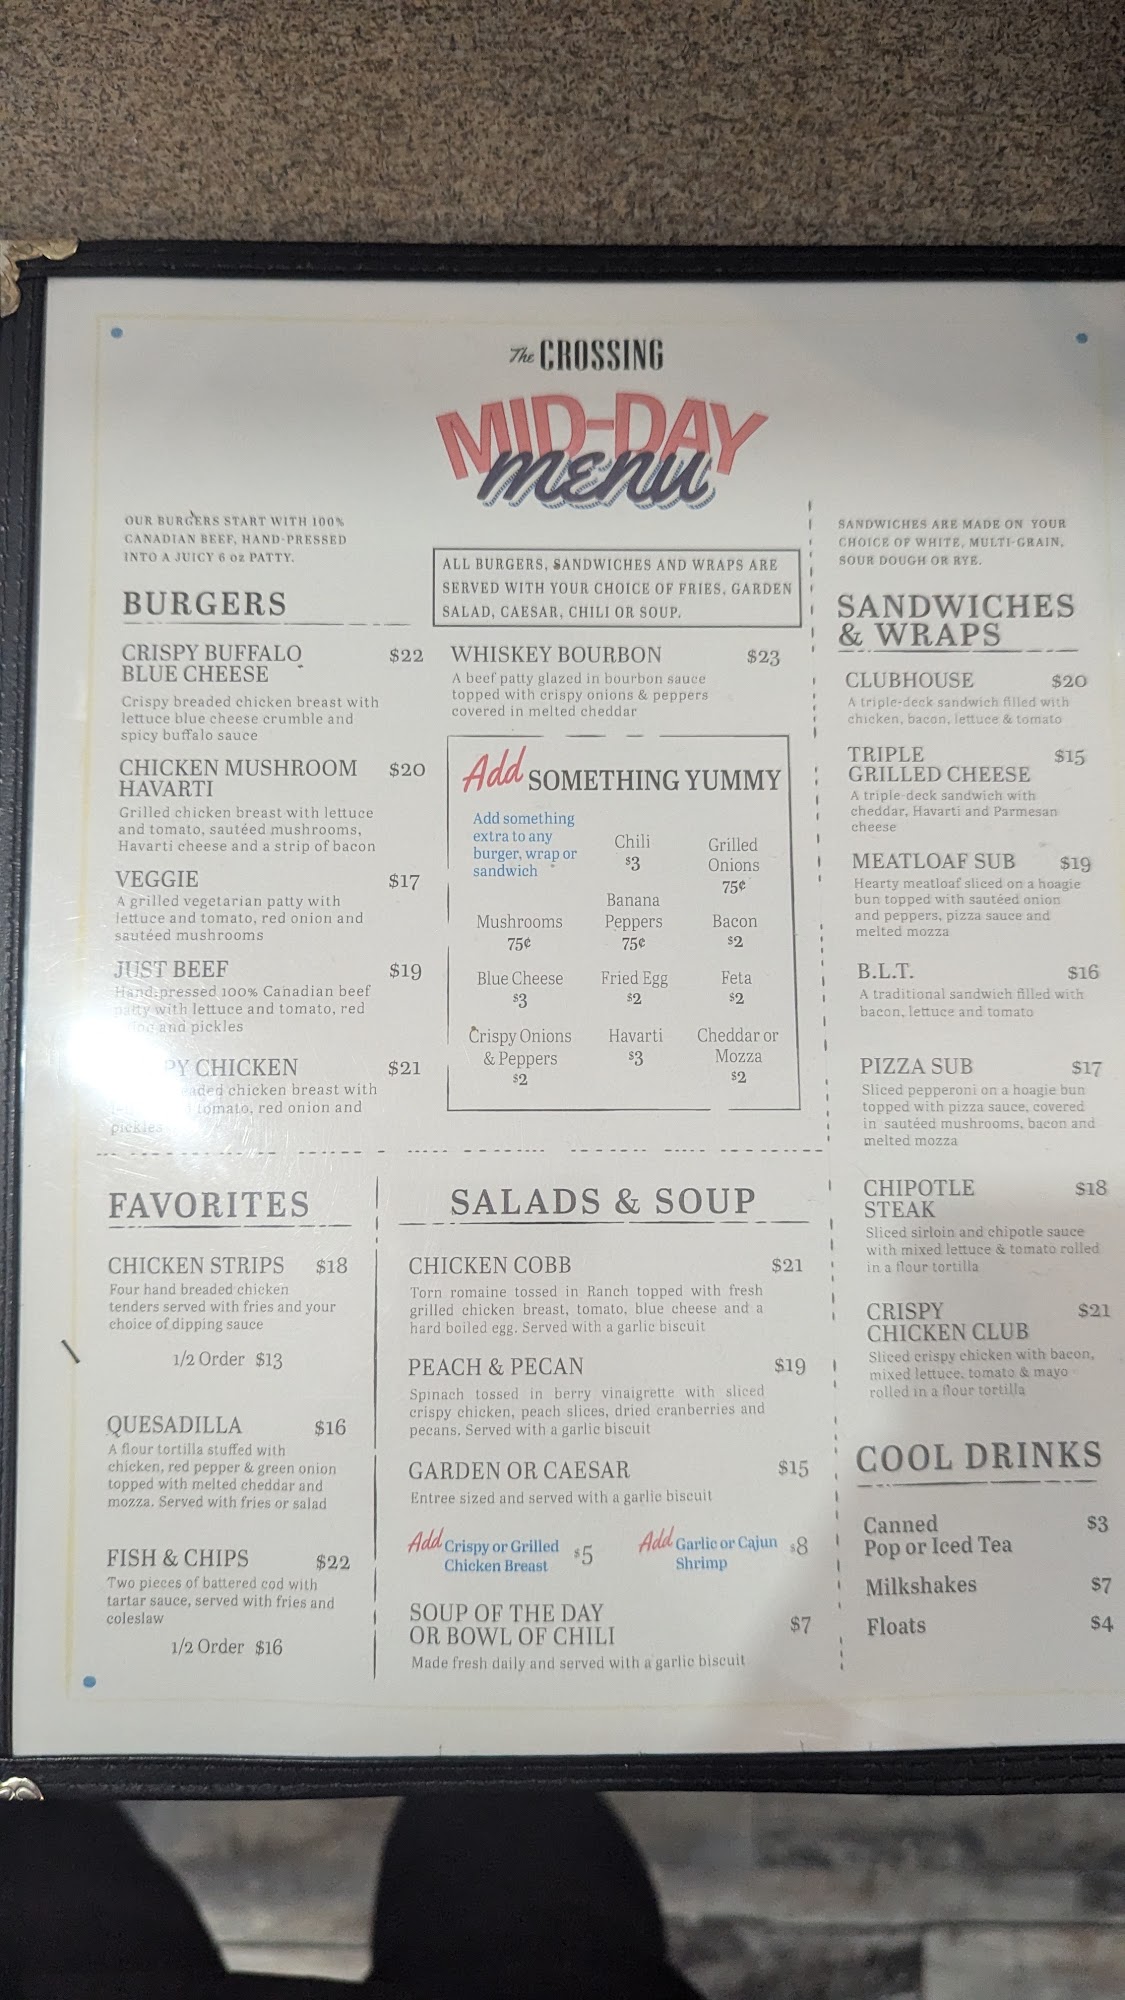 The CROSSING
MID-DAY
menu
OUR BURGERS START WITH 100%
CANADIAN BEEF, HAND-PRESSED
INTO A JUICY 6 oz PATTY.
BURGERS
ALL BURGERS, SANDWICHES AND WRAPS ARE
SERVED WITH YOUR CHOICE OF FRIES, GARDEN
SALAD, CAESAR, CHILI OR SOUP.
CRISPY BUFFALO $22
BLUE CHEESE
Crispy breaded chicken breast with
lettuce blue cheese crumble and
spicy buffalo sauce
CHICKEN MUSHROOM $20
HAVARTI
Grilled chicken breast with lettuce
and tomato, sautéed mushrooms,
Havarti cheese and a strip of bacon
VEGGIE $17
A grilled vegetarian patty with
lettuce and tomato, red onion and
sautéed mushrooms
JUST BEEF $19
Hand-pressed 100% Canadian beef
patty with lettuce and tomato, red
and pickles
CHICKEN $21
chicken breast with
tomato, red onion and
pickles
WHISKEY BOURBON $23
A beef patty glazed in bourbon sauce
topped with crispy onions & peppers
covered in melted cheddar
Add SOMETHING YUMMY
Add something
extra to any
burger, wrap or
sandwich
Chili
$3
Grilled
Onions
75¢
Mushrooms
75¢
Banana
Peppers
75¢
Bacon
$2
Blue Cheese
$3
Fried Egg
$2
Feta
$2
Crispy Onions
& Peppers
$2
Havarti
$3
Cheddar or
Mozza
$2
SANDWICHES ARE MADE ON YOUR
CHOICE OF WHITE, MULTI-GRAIN,
SOUR DOUGH OR RYE.
SANDWICHES
& WRAPS
CLUBHOUSE $20
A triple-deck sandwich filled with
chicken, bacon, lettuce & tomato
TRIPLE $15
GRILLED CHEESE
A triple-deck sandwich with
cheddar, Havarti and Parmesan
cheese
MEATLOAF SUB $19
Hearty meatloaf sliced on a hoagie
bun topped with sautéed onion
and peppers, pizza sauce and
melted mozza
B.L.T. $16
A traditional sandwich filled with
bacon, lettuce and tomato
PIZZA SUB $17
Sliced pepperoni on a hoagie bun
topped with pizza sauce, covered
in sautéed mushrooms, bacon and
melted mozza
CHIPOTLE $18
STEAK
Sliced sirloin and chipotle sauce
with mixed lettuce & tomato rolled
in a flour tortilla
CRISPY $21
CHICKEN CLUB
Sliced crispy chicken with bacon,
mixed lettuce, tomato & mayo
rolled in a flour tortilla
FAVORITES
CHICKEN STRIPS $18
Four hand breaded chicken
tenders served with fries and your
choice of dipping sauce
1/2 Order $13
QUESADILLA $16
A flour tortilla stuffed with
chicken, red pepper & green onion
topped with melted cheddar and
mozza. Served with fries or salad
FISH & CHIPS $22
Two pieces of battered cod with
tartar sauce, served with fries and
coleslaw
1/2 Order $16
SALADS & SOUP
CHICKEN COBB $21
Torn romaine tossed in Ranch topped with fresh
grilled chicken breast, tomato, blue cheese and a
hard boiled egg. Served with a garlic biscuit
PEACH & PECAN $19
Spinach tossed in berry vinaigrette with sliced
crispy chicken, peach slices, dried cranberries and
pecans. Served with a garlic biscuit
GARDEN OR CAESAR $15
Entree sized and served with a garlic biscuit
Add Crispy or Grilled $5
Chicken Breast
Add Garlic or Cajun $8
Shrimp
SOUP OF THE DAY
OR BOWL OF CHILI $7
Made fresh daily and served with a garlic biscuit
COOL DRINKS
Canned $3
Pop or Iced Tea
Milkshakes $7
Floats $4